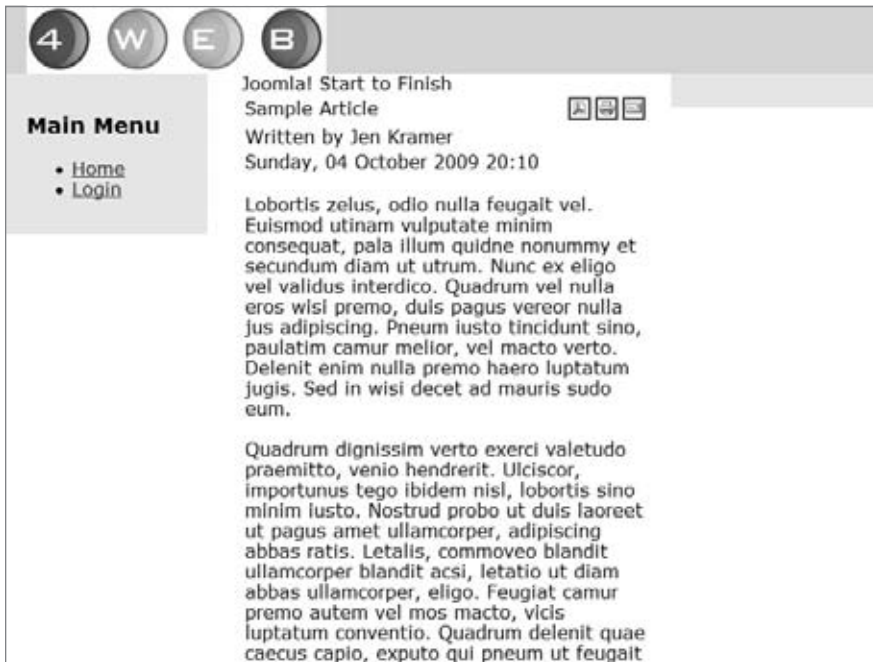 4 W E B
Main Menu
Home
Login
Joomla! Start to Finish
Sample Article
Written by Jen Kramer
Sunday, 04 October 2009 20:10
Lobortis zelus, odio nulla feugait vel.
Euismod utinam vulputate minim
consequat, pala illum quidne nonummy et
secundum diam ut utrum. Nunc ex eligo
vel validus interdico. Quadrum vel nulla
eros wisi premo, duis pagus vereor nulla
jus adipiscing. Pneum iusto tincidunt sino,
paulatim camur melior, vel macto verto.
Delenit enim nulla premo haero luptatum
jugis. Sed in wisi decet ad mauris sudo
eum.
Quadrum dignissim verto exerci valetudo
praemitto, venio hendrerit. Ulciscor,
importunus tego ibidem nisl, lobortis sino
minim iusto. Nostrud probo ut duis laoreet
ut pagus amet ullamcorper, adipiscing
abbas ratis. Letalis, commoveo blandit
ullamcorper blandit acsi, letatio ut diam
abbas ullamcorper, eligo. Feugiat camur
premo autem vel mos macto, vicis
luptatum conventio. Quadrum delenit quae
caecus capio, exputo qui pneum ut feugait